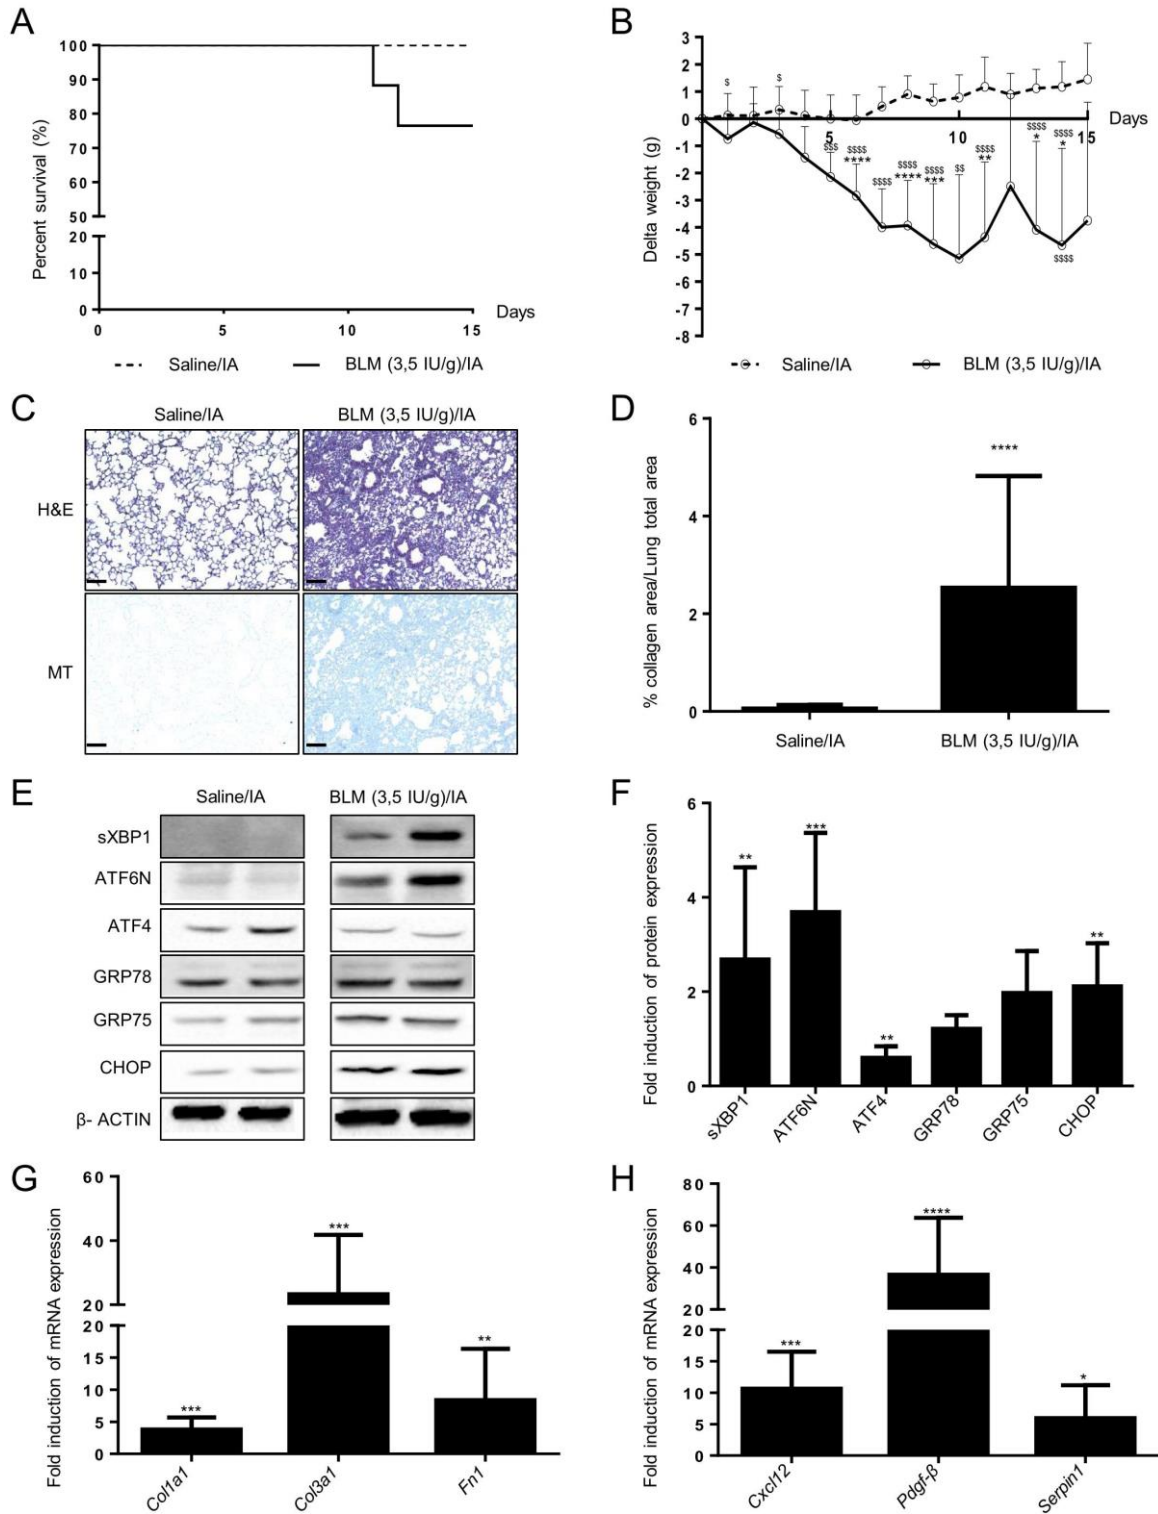 A
B
Percent survival (%)
100
90
80
70
60
50
20
10
0
0
5
10
15
Days
Saline/IA
BLM (3,5 IU/g)/IA
Delta weight (g)
3
2
1
0
-1
-2
-3
-4
-5
-6
-7
-8
5
10
15
Days
$
$
$$$
$$$$
****
$$$$
$$$$
****
$$$$
***
$$
$$$$
**
$$$$
*
$$$$
*
$$$$
Saline/IA
BLM (3,5 IU/g)/IA
C
Saline/IA
BLM (3,5 IU/g)/IA
H&E
MT
D
% collagen area/Lung total area
6
4
2
0
****
Saline/IA
BLM (3,5 IU/g)/IA
E
Saline/IA
BLM (3,5 IU/g)/IA
sXBP1
ATF6N
ATF4
GRP78
GRP75
CHOP
β- ACTIN
F
Fold induction of protein expression
6
4
2
0
**
***
**
**
sXBP1
ATF6N
ATF4
GRP78
GRP75
CHOP
G
Fold induction of mRNA expression
60
40
20
20
15
10
5
0
***
***
**
Col1a1
Col3a1
Fn1
H
Fold induction of mRNA expression
80
60
40
20
20
15
10
5
0
***
****
*
Cxcl12
Pdgf-β
Serpin1